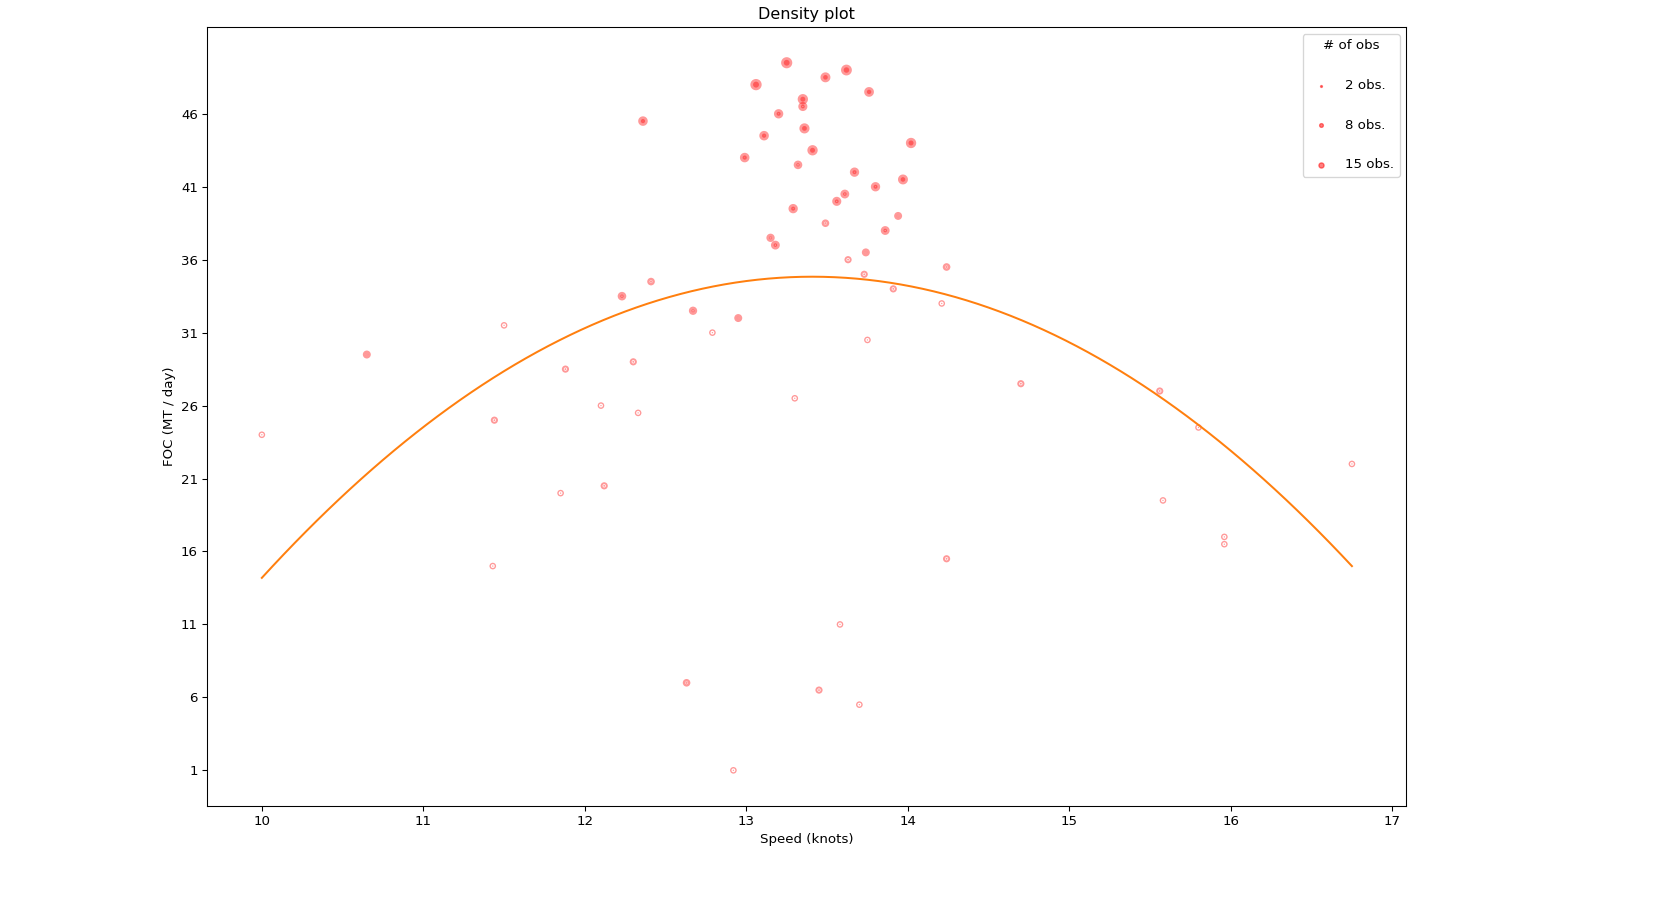 Density plot
# of obs
2 obs.
8 obs.
15 obs.
46
41
36
31
26
21
16
11
6
1
FOC (MT / day)
10 11 12 13 14 15 16 17
Speed (knots)